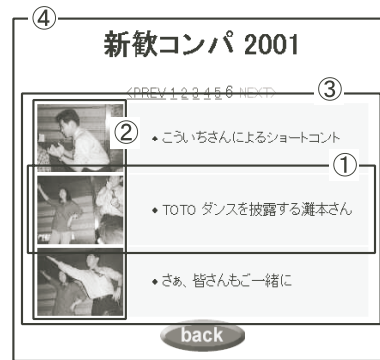 ④
新歓コンパ 2001
<PREV 1 2 3 4 5 6 NEXT>
③
②
• こういちさんによるショートコント
①
• TOTO ダンスを披露する灘本さん
• さぁ、皆さんもご一緒に
back